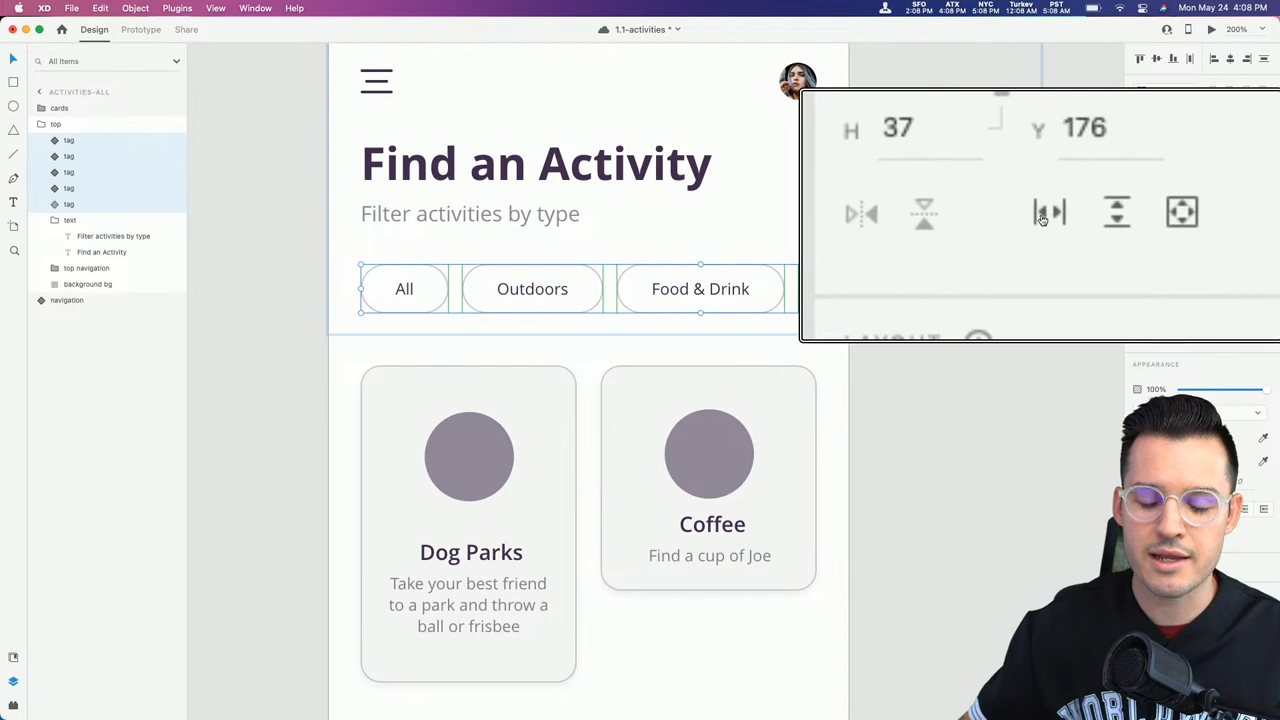 XD File Edit Object Plugins View Window Help
SFO ATX NYC Turkey PST
2:08 PM 4:08 PM 5:08 PM 12:08 AM 5:08 AM
Mon May 24 4:08 PM
Design Prototype Share
1.1-activities *
200%
All Items
ACTIVITIES-ALL
cards
top
tag
tag
tag
tag
tag
text
T Filter activities by type
T Find an Activity
top navigation
background bg
navigation
Find an Activity
Filter activities by type
All Outdoors Food & Drink
H 37 Y 176
APPEARANCE
100%
Dog Parks
Take your best friend
to a park and throw a
ball or frisbee
Coffee
Find a cup of Joe